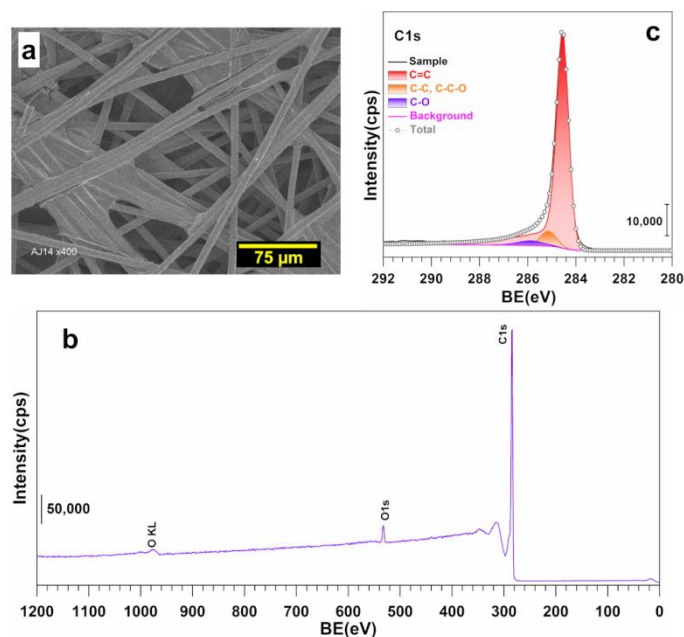 a
AJ14 x400
75 µm
c
C1s
Sample
C=C
C-C, C-C-O
C-O
Background
Total
10,000
Intensity(cps)
292 290 288 286 284 282 280
BE(eV)
b
C1s
O1s
O KL
50,000
Intensity(cps)
1200 1100 1000 900 800 700 600 500 400 300 200 100 0
BE(eV)